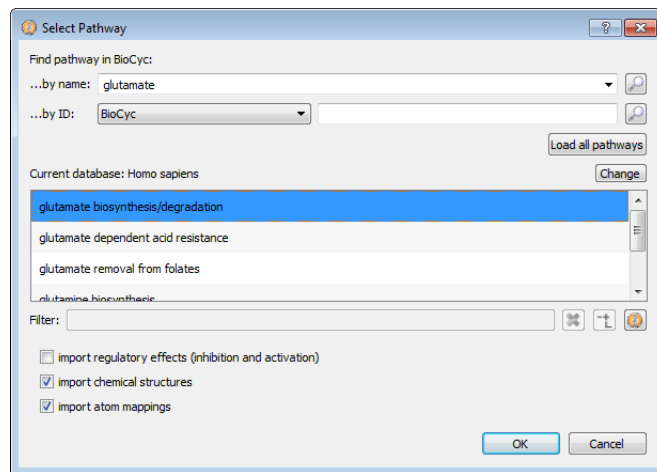 Select Pathway
Find pathway in BioCyc:
...by name: glutamate
...by ID: BioCyc
Load all pathways
Current database: Homo sapiens Change
glutamate biosynthesis/degradation
glutamate dependent acid resistance
glutamate removal from folates
glutamine biosynthesis
Filter:
import regulatory effects (inhibition and activation)
import chemical structures
import atom mappings
OK Cancel